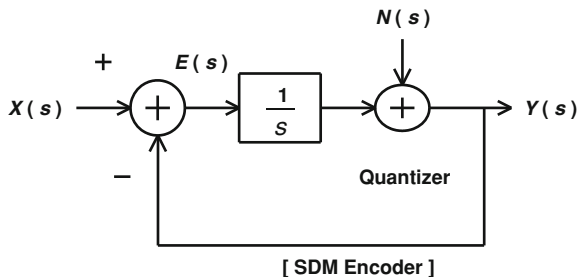 N(s)
+ E(s)
X(s) + 1/s + Y(s)
−
Quantizer
[ SDM Encoder ]